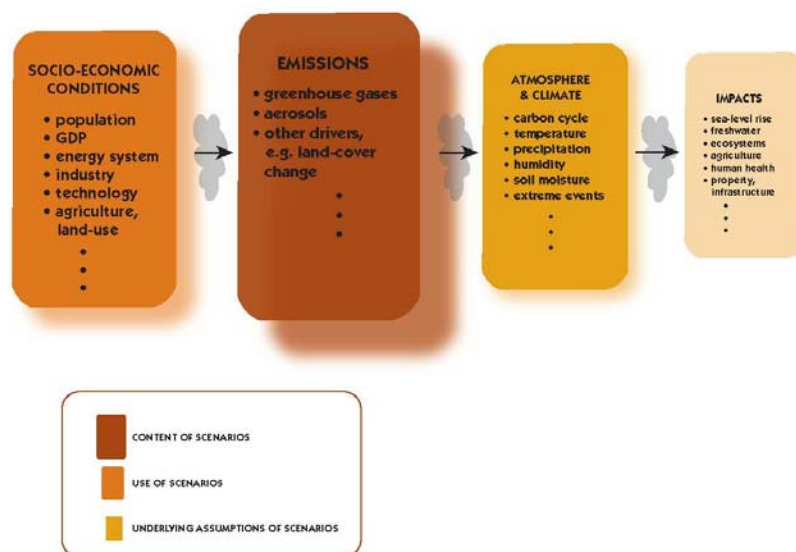 SOCIO-ECONOMIC
CONDITIONS
• population
• GDP
• energy system
• industry
• technology
• agriculture,
land-use
•
•
•
EMISSIONS
• greenhouse gases
• aerosols
• other drivers,
e.g. land-cover
change
•
•
•
ATMOSPHERE
& CLIMATE
• carbon cycle
• temperature
• precipitation
• humidity
• soil moisture
• extreme events
•
•
•
IMPACTS
• sea-level rise
• freshwater
• ecosystems
• agriculture
• human health
• property,
infrastructure
•
•
•
CONTENT OF SCENARIOS
USE OF SCENARIOS
UNDERLYING ASSUMPTIONS OF SCENARIOS